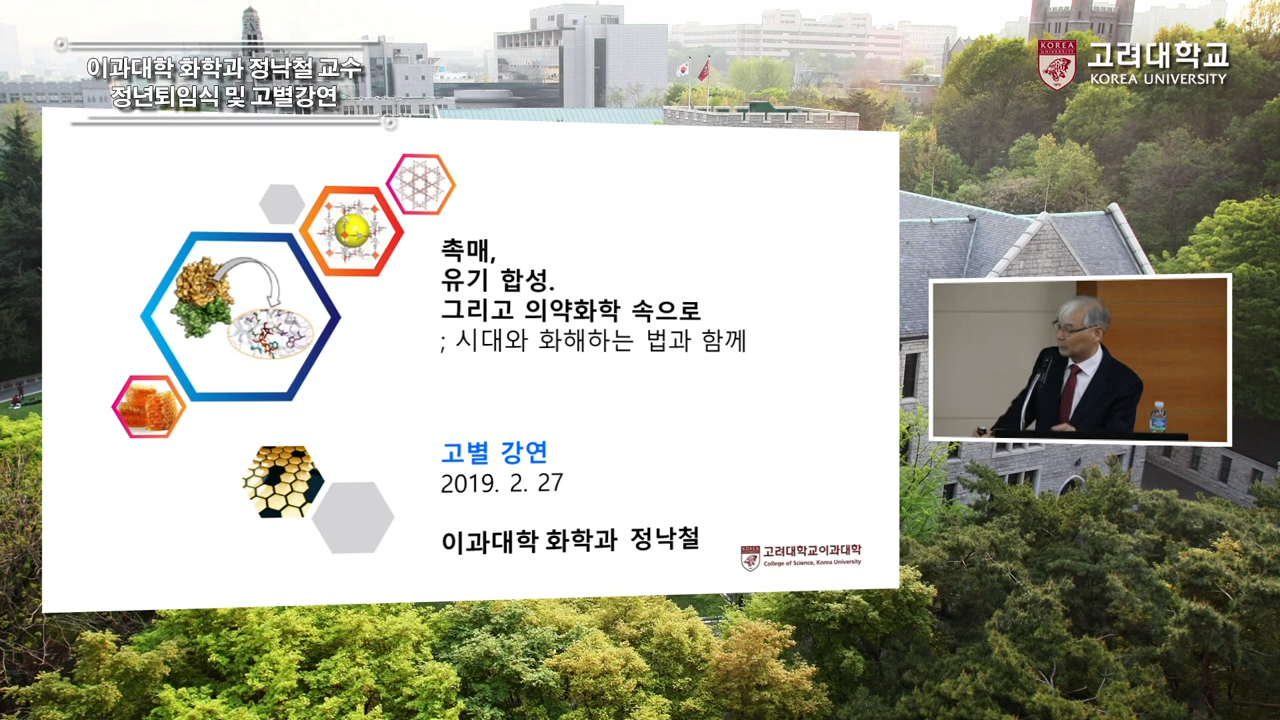 이과대학 화학과 정낙철 교수
정년퇴임식 및 고별강연
KOREA
고려대학교
KOREA UNIVERSITY
촉매,
유기 합성.
그리고 의약화학 속으로
; 시대와 화해하는 법과 함께
고별 강연
2019. 2. 27
이과대학 화학과 정낙철
고려대학교이과대학
College of Science, Korea University